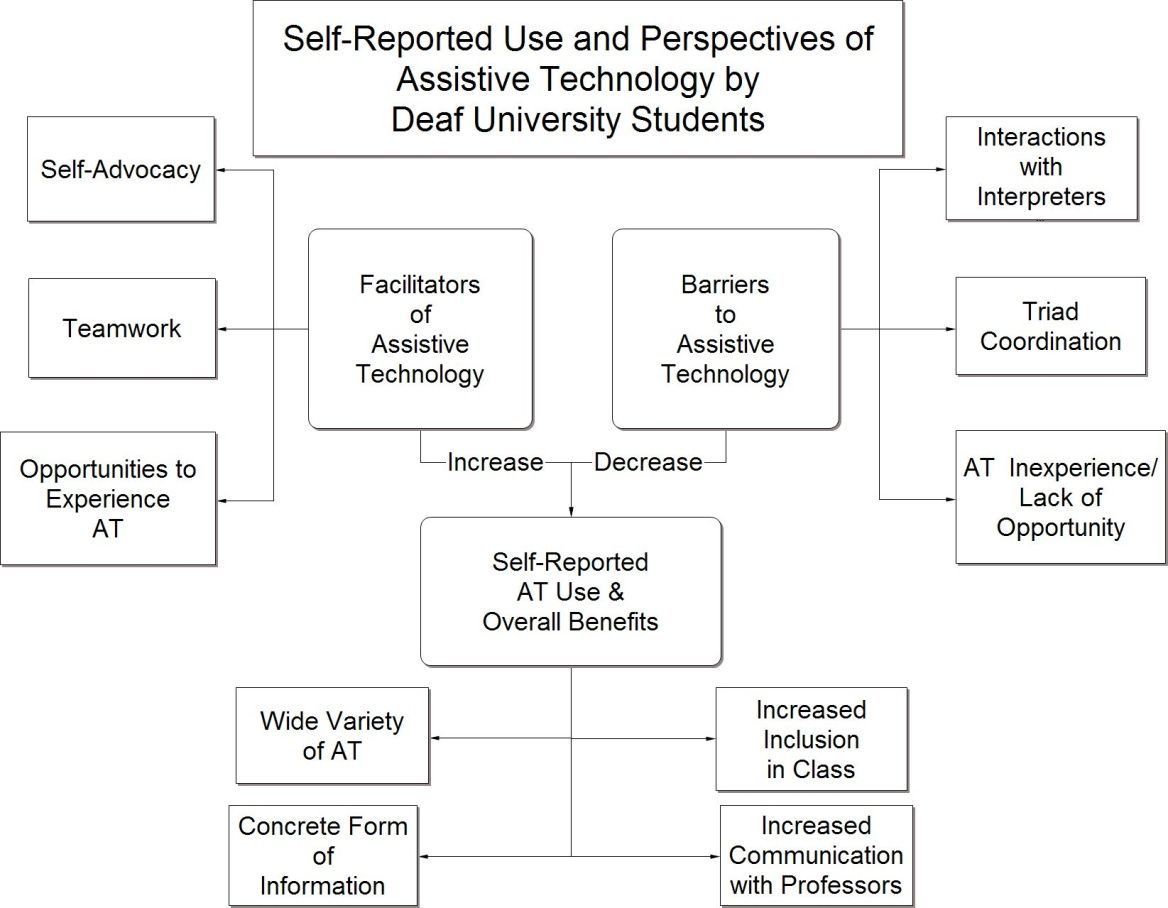 Self-Reported Use and Perspectives of
Assistive Technology by
Deaf University Students
Self-Advocacy
Teamwork
Opportunities to
Experience
AT
Facilitators
of
Assistive
Technology
Barriers
to
Assistive
Technology
Interactions
with
Interpreters
Triad
Coordination
AT Inexperience/
Lack of
Opportunity
Increase
Decrease
Self-Reported
AT Use &
Overall Benefits
Wide Variety
of AT
Increased
Inclusion
in Class
Concrete Form
of
Information
Increased
Communication
with Professors